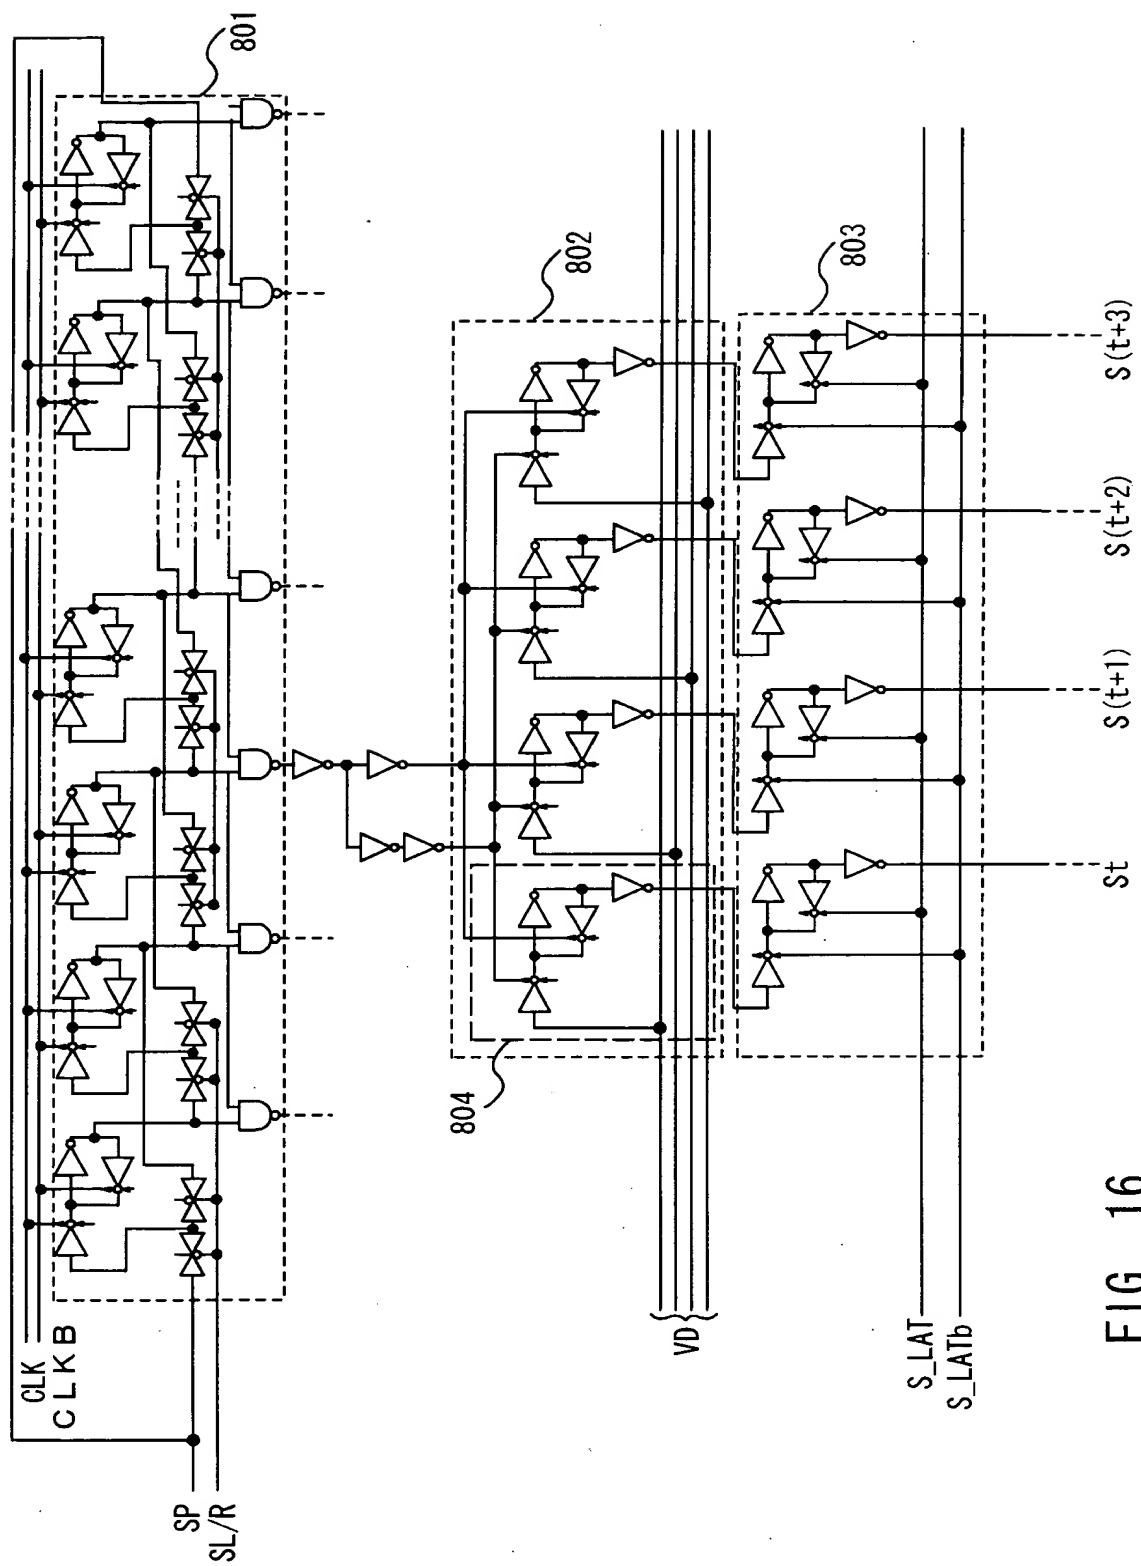 CLK
CLKB
SP
SL/R
801
802
803
804
VD
S_LAT
S_LATb
St
S(t+1)
S(t+2)
S(t+3)
FIG 16